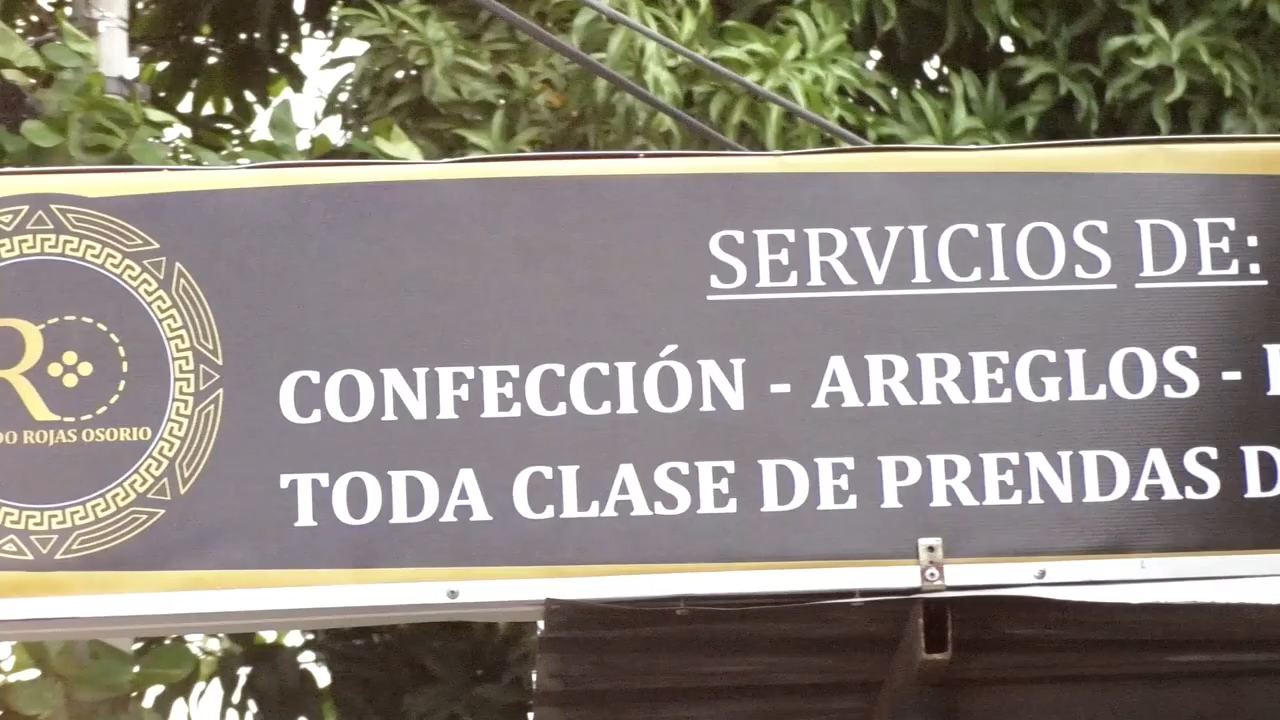 SERVICIOS DE:
CONFECCIÓN - ARREGLOS -
TODA CLASE DE PRENDAS
R
ROJAS OSORIO